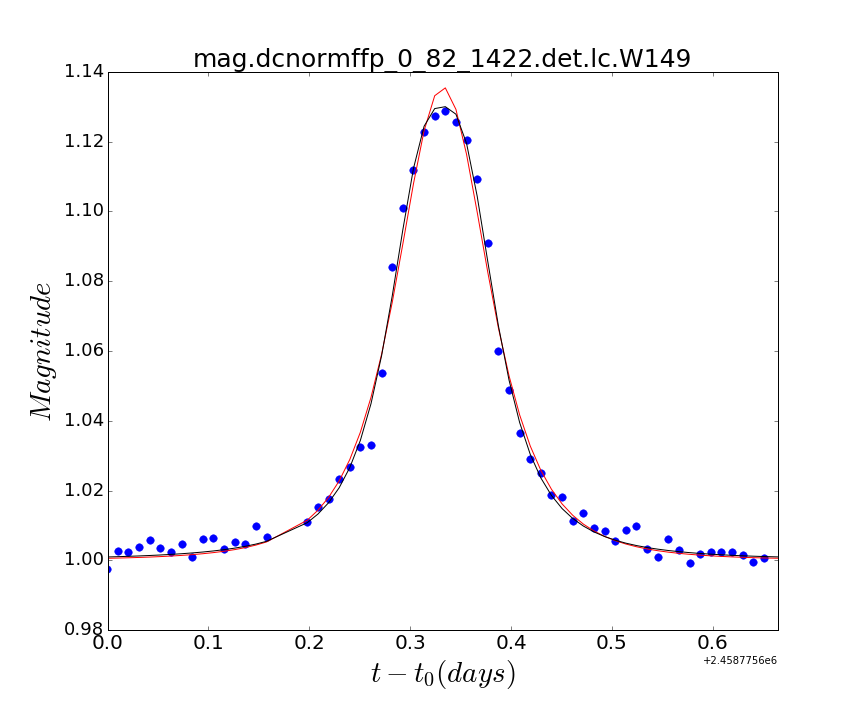 mag.dcnormffp_0_82_1422.det.lc.W149
1.14
1.12
1.10
1.08
1.06
1.04
1.02
1.00
0.98
Magnitude
0.0 0.1 0.2 0.3 0.4 0.5 0.6
+2.4587756e6
t − t0(days)